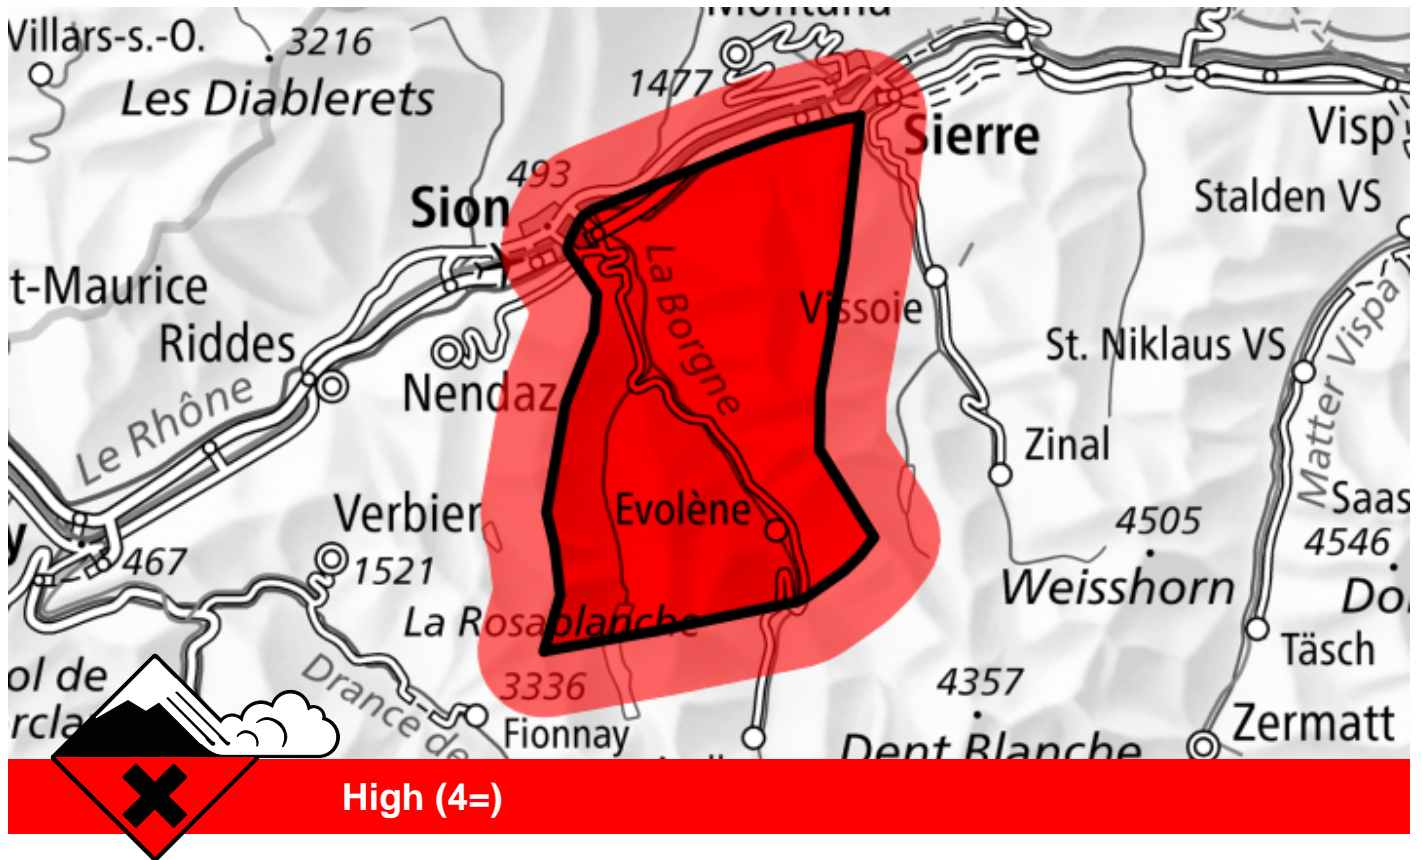 Villars-s.-O.
3216
Les Diablerets
1477
Sierre
Visp
493
Sion
Stalden VS
t-Maurice
La Borgne
Vissoie
Riddes
St. Niklaus VS
Matter Vispa
Nendaz
Le Rhône
Zinal
Verbier
Evolène
Saas
4505
4546
y
467
1521
Weisshorn
La Rosablanche
Täsch
ol de
3336
4357
Drance de
Fionnay
Zermatt
Dent Blanche
High (4=)